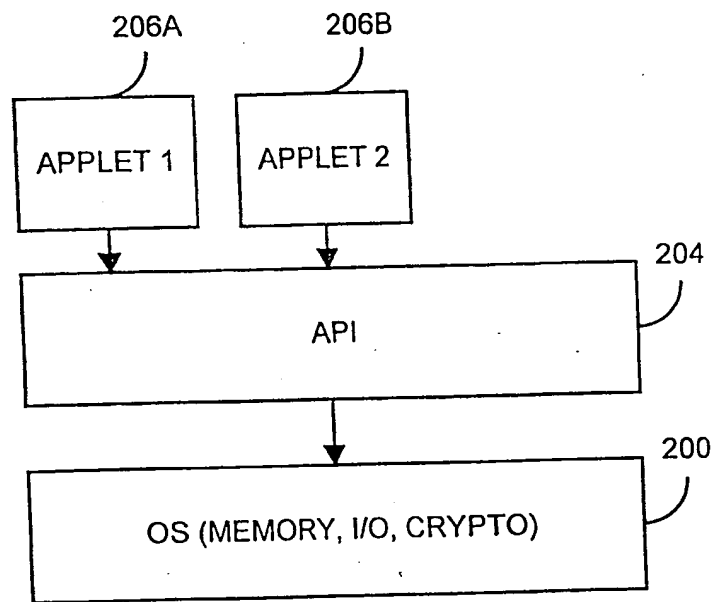 206A
206B
APPLET 1
APPLET 2
204
API
200
OS (MEMORY, I/O, CRYPTO)